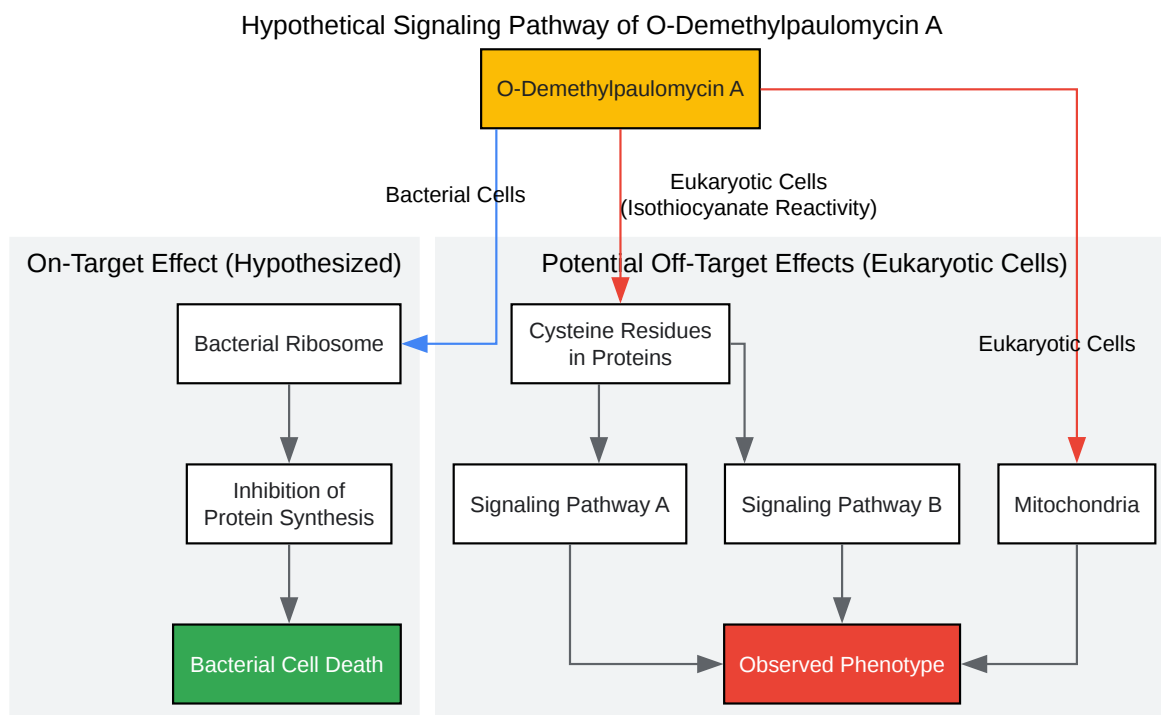 Hypothetical Signaling Pathway of O-Demethylpaulomycin A
O-Demethylpaulomycin A
Bacterial Cells
Eukaryotic Cells
(Isothiocyanate Reactivity)
On-Target Effect (Hypothesized)
Potential Off-Target Effects (Eukaryotic Cells)
Bacterial Ribosome
Cysteine Residues
in Proteins
Eukaryotic Cells
Inhibition of
Protein Synthesis
Signaling Pathway A
Signaling Pathway B
Mitochondria
Bacterial Cell Death
Observed Phenotype